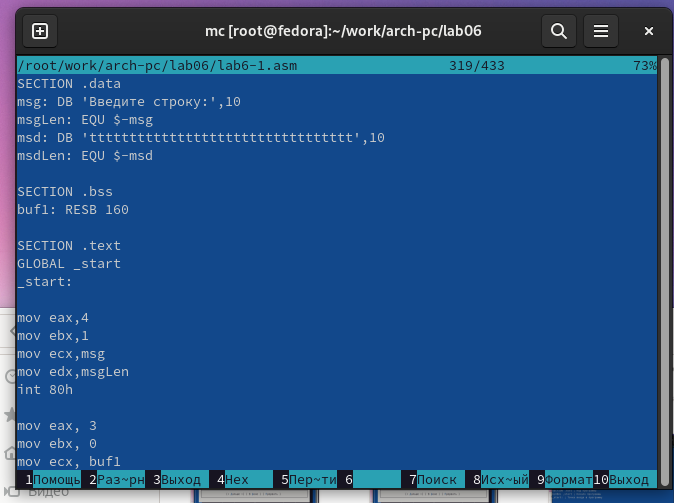 mc [root@fedora]:~/work/arch-pc/lab06
/root/work/arch-pc/lab06/lab6-1.asm 319/433 73%
SECTION .data
msg: DB 'Введите строку:',10
msgLen: EQU $-msg
msd: DB 'ttttttttttttttttttttttttttttttttt',10
msdLen: EQU $-msd
SECTION .bss
buf1: RESB 160
SECTION .text
GLOBAL _start
_start:
mov eax,4
mov ebx,1
mov ecx,msg
mov edx,msgLen
int 80h
mov eax, 3
mov ebx, 0
mov ecx, buf1
1Помощь 2Раз~рн 3Выход 4Hex 5Пер~ти 6 7Поиск 8Исх~ый 9Формат 10Выход
Видео